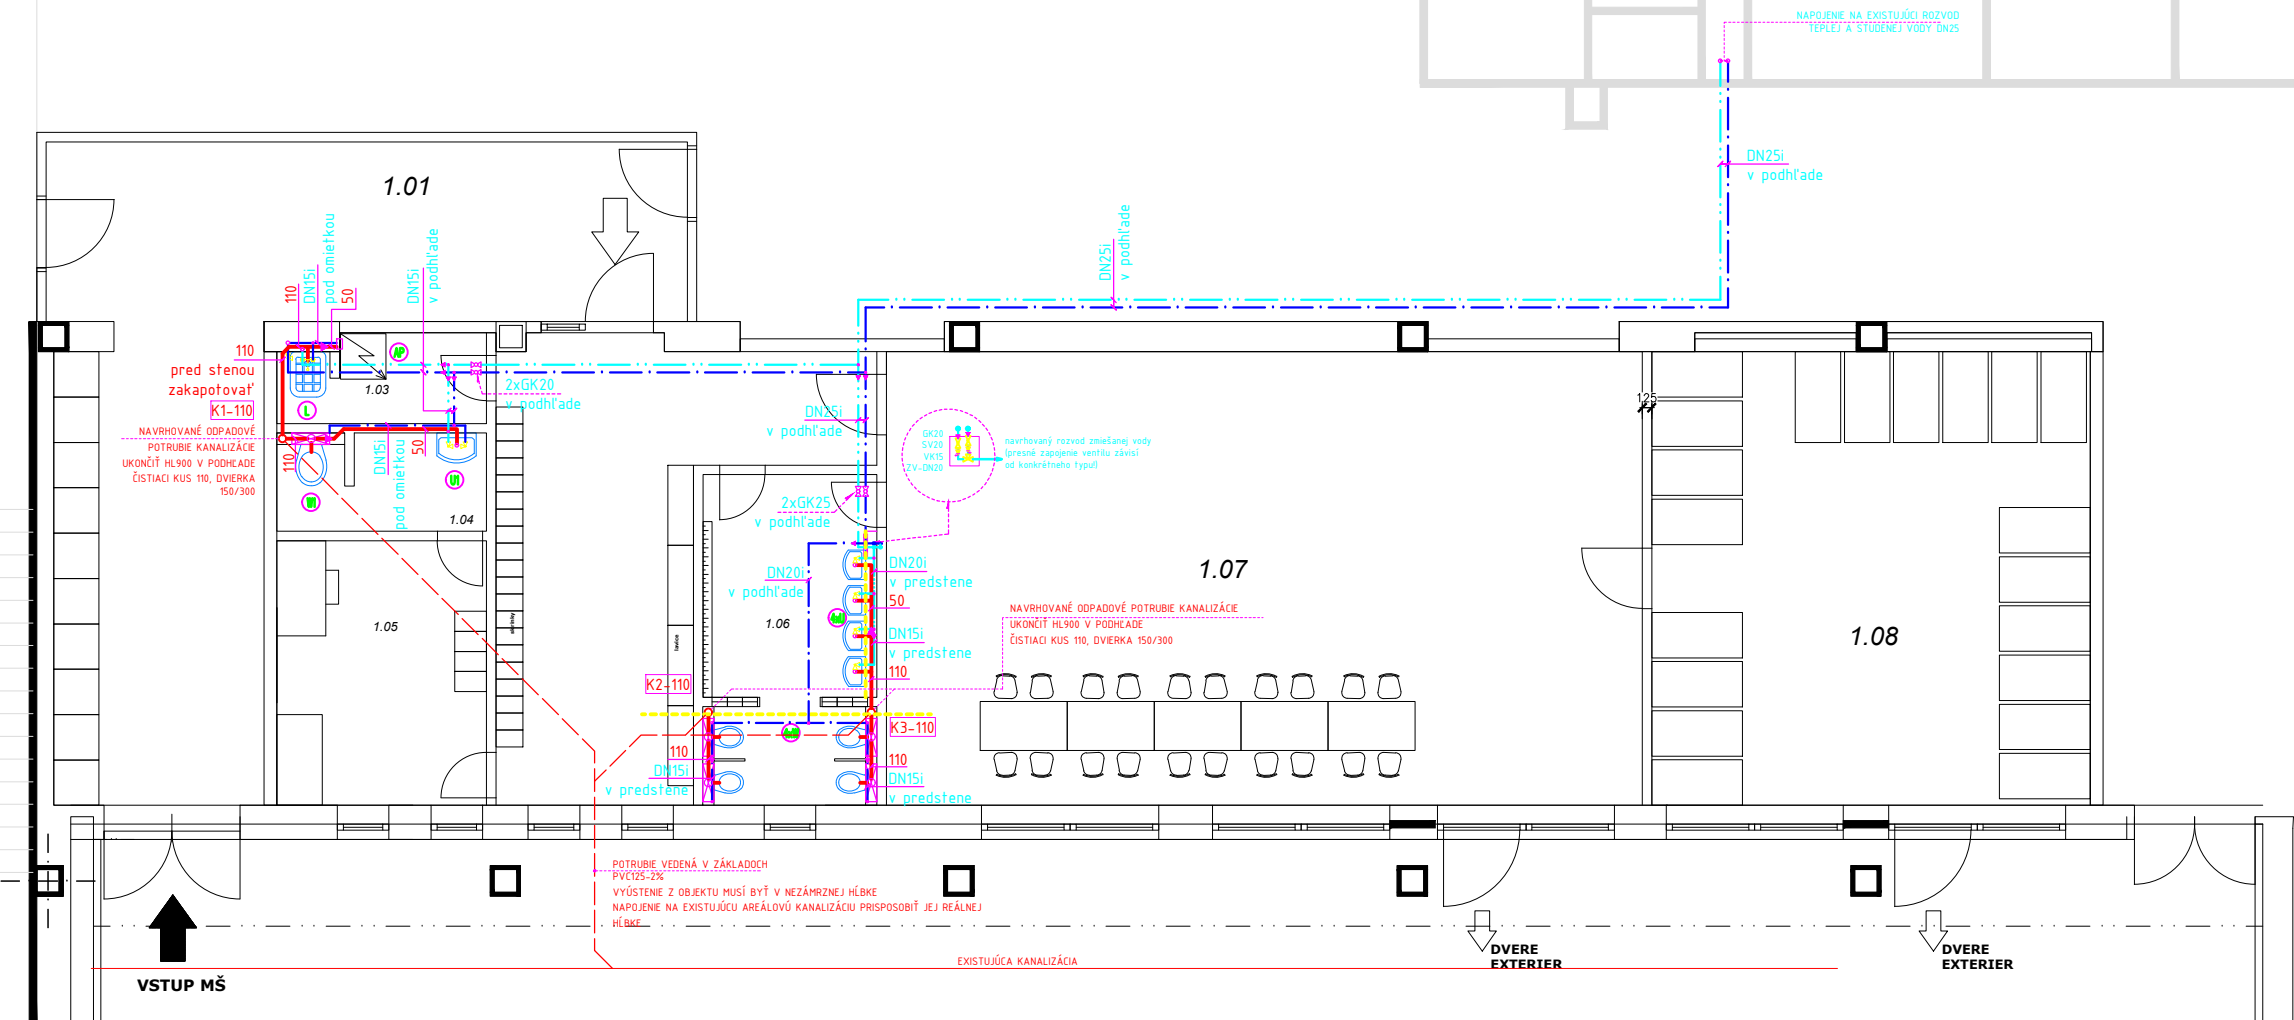 NAPOJENIE NA EXISTUJÚCI ROZVOD
TEPLEJ A STUDENEJ VODY DN25
DN25i
v podhľade
1.01
DN25i
v podhľade
110
DN15i
pod omietkou
50
DN15i
v podhľade
110
pred stenou
zakapotovať
K1-110
NAVRHOVANÉ ODPADOVÉ
POTRUBIE KANALIZÁCIE
UKONČIŤ HL900 V PODHĽADE
ČISTIACI KUS 110, DVIERKA
150/300
AP
1.03
L
2xGK20
v podhľade
110
DN15i
pod omietkou
50
U1
1.04
1.05
DN25i
v podhľade
GK20
SV20
VK15
ZV-DN20
navrhovaný rozvod zmiešanej vody
(presné zapojenie ventilu závisí
od konkrétneho typu!)
2xGK25
v podhľade
DN20i
v podhľade
1.06
lavice
DN20i
v predstene
50
DN15i
v predstene
110
K2-110
K3-110
110
DN15i
v predstene
110
DN15i
v predstene
1.07
NAVRHOVANÉ ODPADOVÉ POTRUBIE KANALIZÁCIE
UKONČIŤ HL900 V PODHĽADE
ČISTIACI KUS 110, DVIERKA 150/300
125
1.08
POTRUBIE VEDENÁ V ZÁKLADOCH
PVC125-2%
VYÚSTENIE Z OBJEKTU MUSÍ BYŤ V NEZÁMRZNEJ HĹBKE
NAPOJENIE NA EXISTUJÚCU AREÁLOVÚ KANALIZÁCIU PRISPOSOBIŤ JEJ REÁLNEJ
HĹBKE
EXISTUJÚCA KANALIZÁCIA
VSTUP MŠ
DVERE
EXTERIER
DVERE
EXTERIER